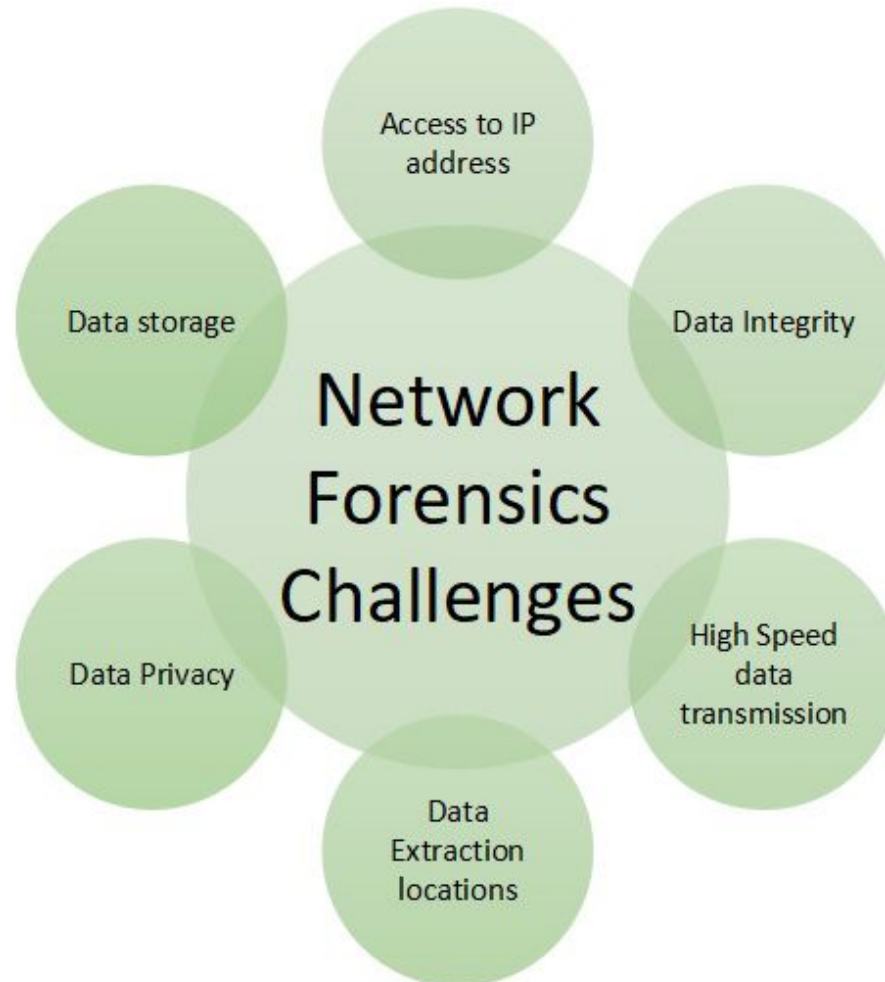 Access to IP
address
Data storage
Data Integrity
Network
Forensics
Challenges
Data Privacy
High Speed
data
transmission
Data
Extraction
locations